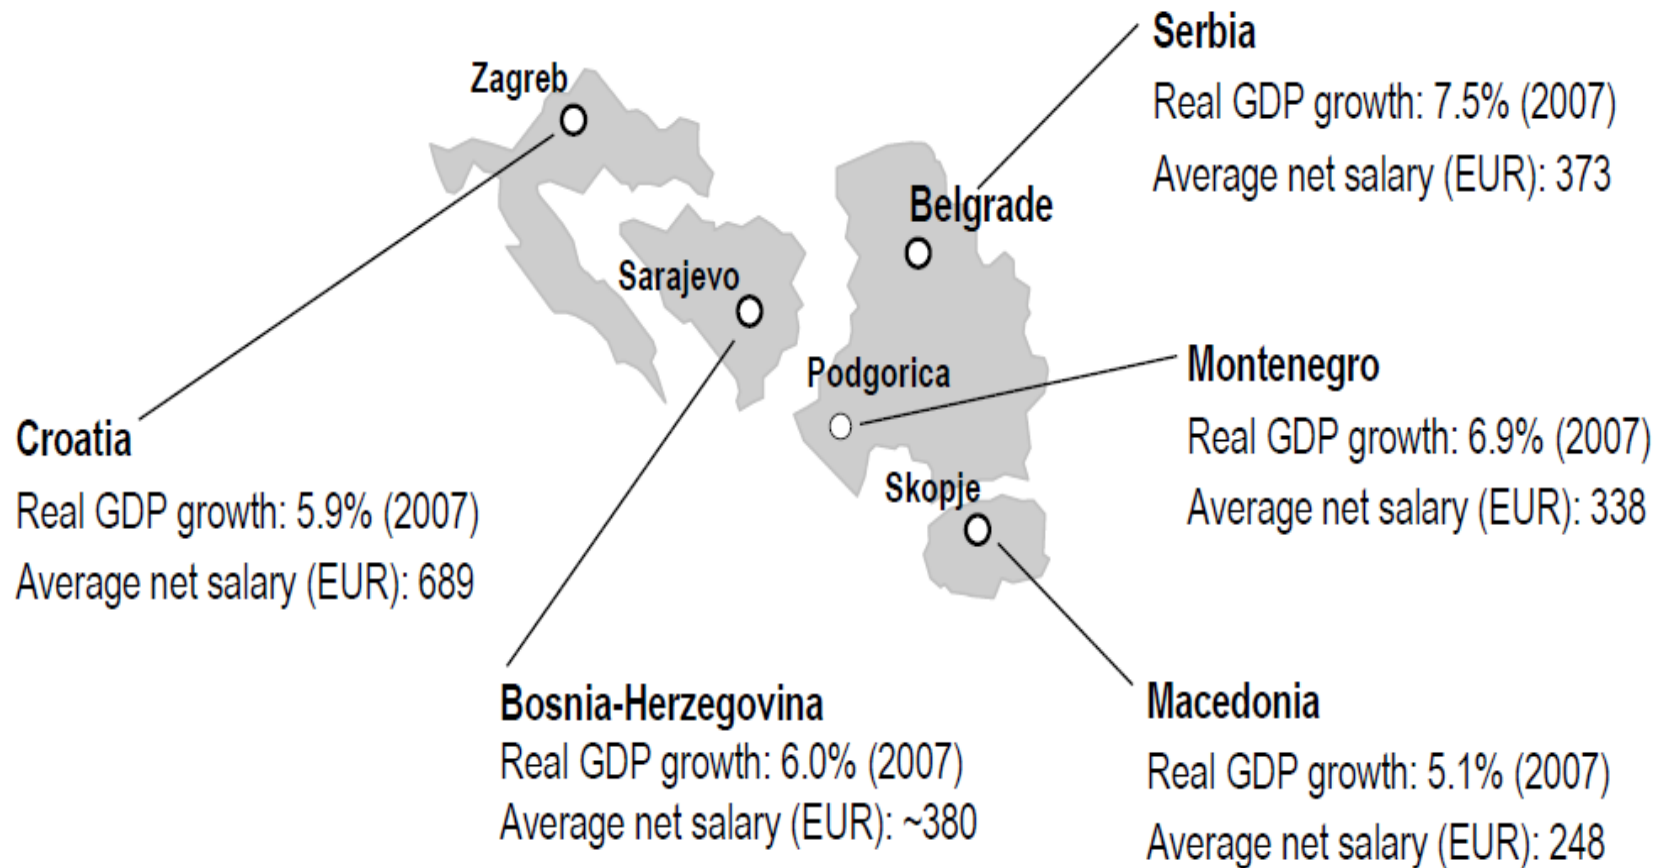 Serbia
Real GDP growth: 7.5% (2007)
Average net salary (EUR): 373
Zagreb
Belgrade
Sarajevo
Podgorica
Montenegro
Real GDP growth: 6.9% (2007)
Average net salary (EUR): 338
Croatia
Real GDP growth: 5.9% (2007)
Average net salary (EUR): 689
Skopje
Bosnia-Herzegovina
Real GDP growth: 6.0% (2007)
Average net salary (EUR): ~380
Macedonia
Real GDP growth: 5.1% (2007)
Average net salary (EUR): 248